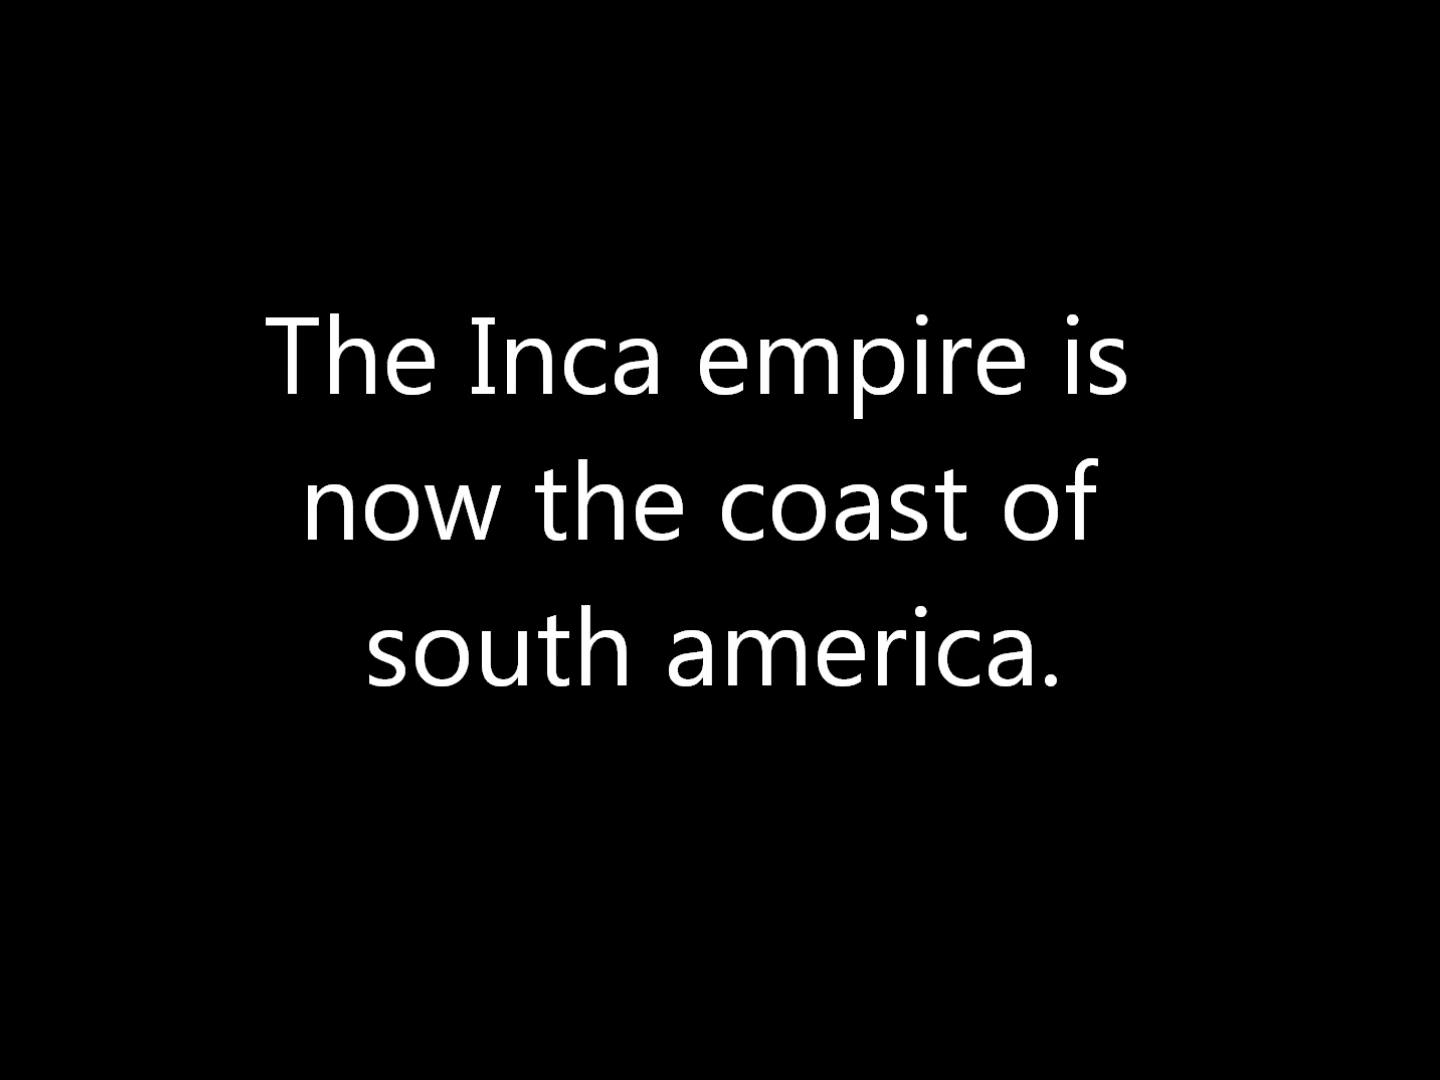 The Inca empire is
now the coast of
south america.